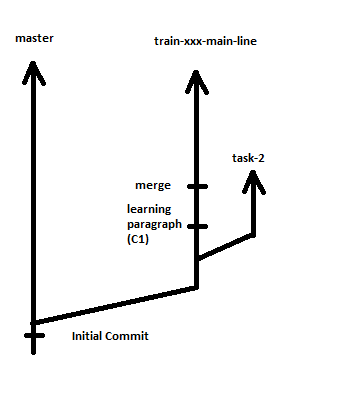 master
train-xxx-main-line
task-2
merge
learning
paragraph
(C1)
Initial Commit